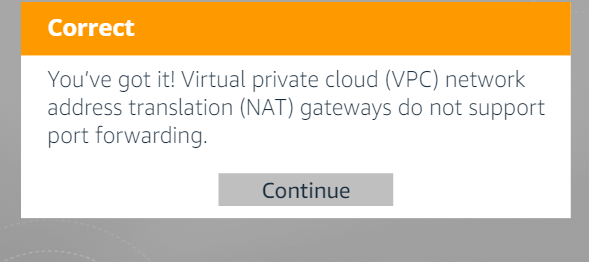 Correct
You’ve got it! Virtual private cloud (VPC) network
address translation (NAT) gateways do not support
port forwarding.
Continue